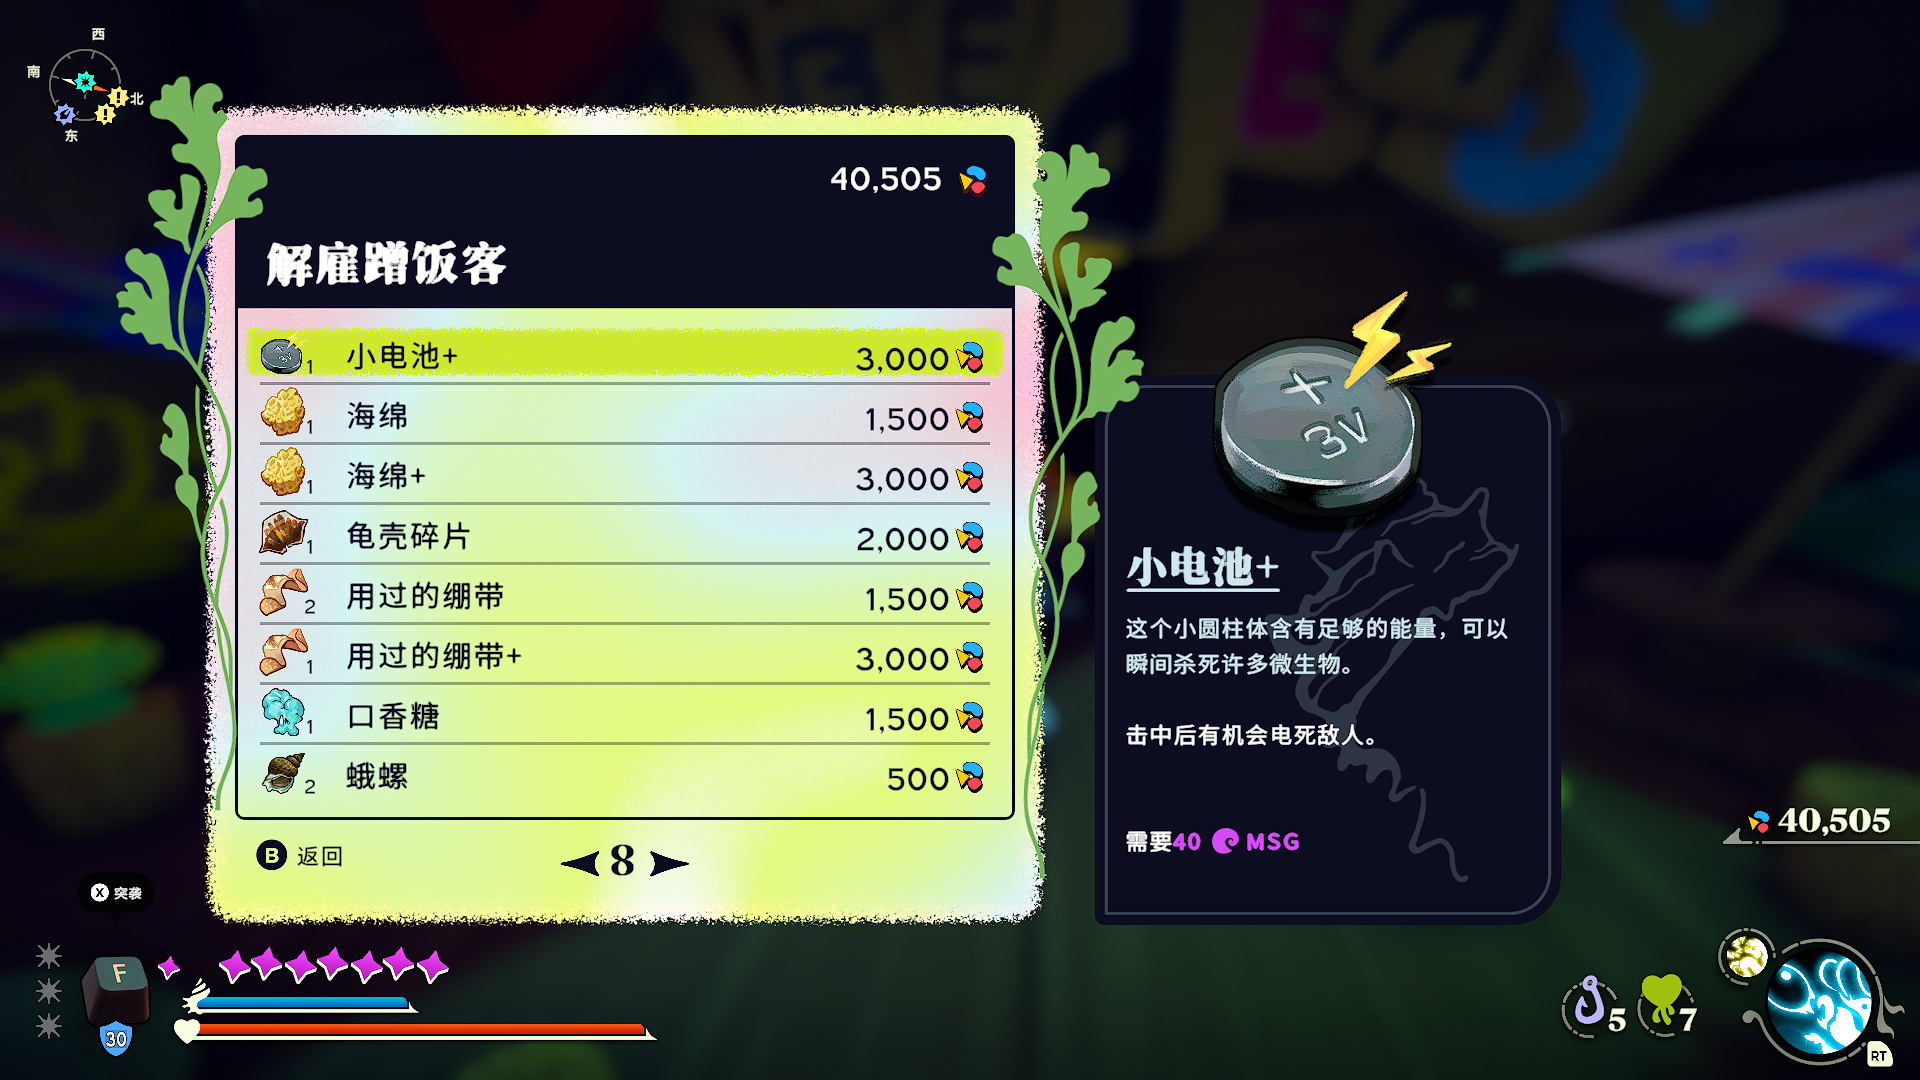 西
南
北
东
40,505
解雇蹭饭客
1 小电池+ 3,000
1 海绵 1,500
1 海绵+ 3,000
1 龟壳碎片 2,000
2 用过的绷带 1,500
1 用过的绷带+ 3,000
1 口香糖 1,500
2 蛾螺 500
B 返回
8
+
3V
小电池+
这个小圆柱体含有足够的能量，可以
瞬间杀死许多微生物。
击中后有机会电死敌人。
需要40 MSG
40,505
X 突袭
F
30
5
7
RT